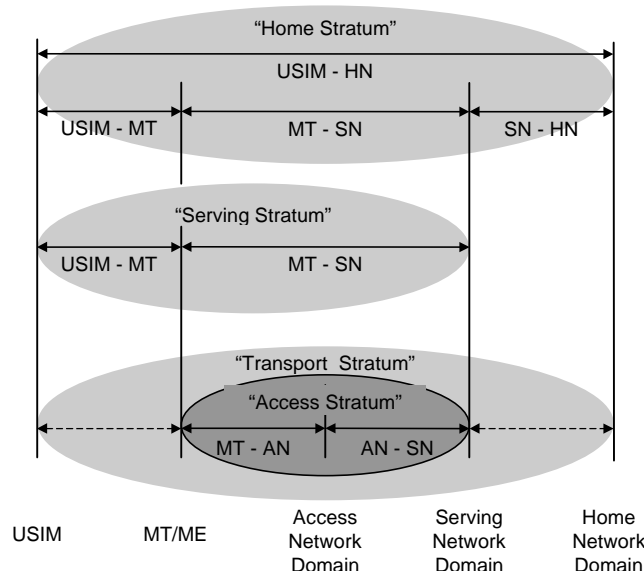 “Home Stratum”
USIM - HN
USIM - MT
MT - SN
SN - HN
“Serving Stratum”
USIM - MT
MT - SN
“Transport Stratum”
“Access Stratum”
MT - AN
AN - SN
USIM
MT/ME
Access
Network
Domain
Serving
Network
Domain
Home
Network
Domain